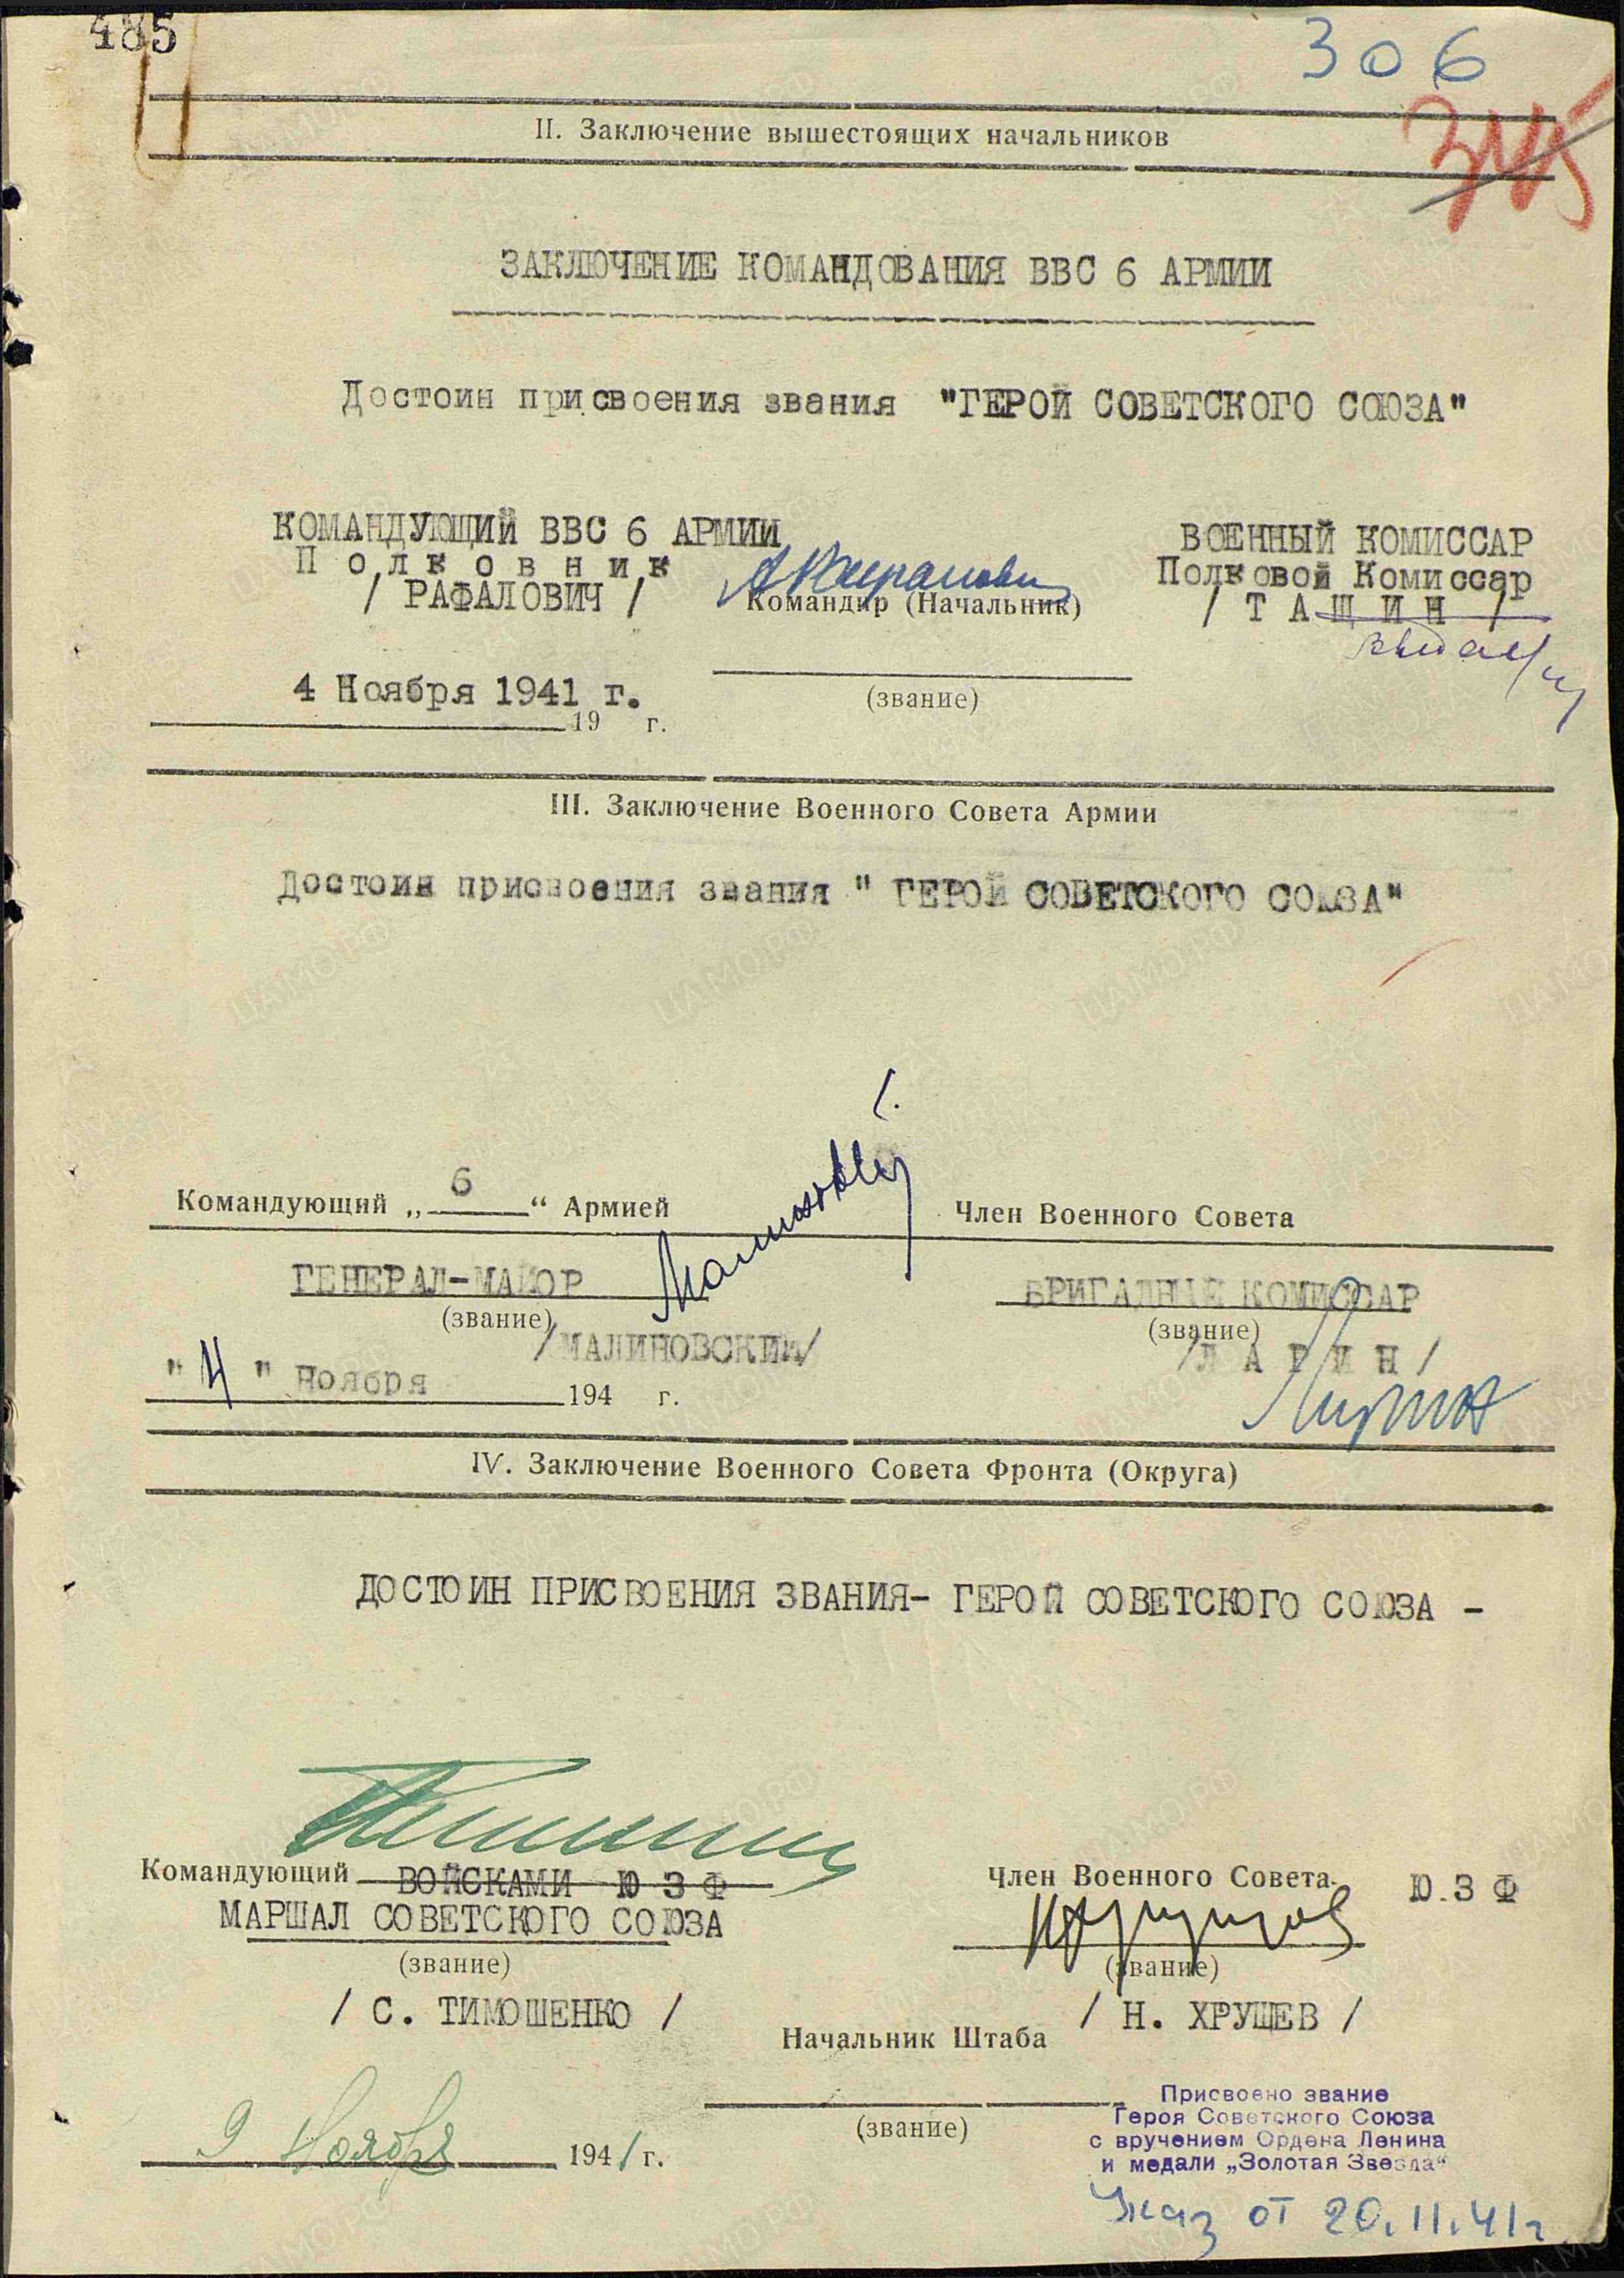 485
306
II. Заключение вышестоящих начальников
ЗАКЛЮЧЕНИЕ КОМАНДОВАНИЯ ВВС 6 АРМИИ
Достоин присвоения звания "ГЕРОЙ СОВЕТСКОГО СОЮЗА"
КОМАНДУЮЩИЙ ВВС 6 АРМИИ
Полковник
/ РАФАЛОВИЧ /
Командир (Начальник)
ВОЕННЫЙ КОМИССАР
Полковой Комиссар
/ Т А Щ И Н /
4 Ноября 1941 г.
19 г.
(звание)
III. Заключение Военного Совета Армии
Достоин присвоения звания " ГЕРОЙ СОВЕТСКОГО СОЮЗА"
Командующий „ 6 “ Армией
Член Военного Совета
ГЕНЕРАЛ-МАЙОР
(звание)
/МАЛИНОВСКИЙ/
БРИГАДНЫЙ КОМИССАР
(звание)
/Л А Р И Н/
" 4 " Ноября 194 г.
IV. Заключение Военного Совета Фронта (Округа)
ДОСТОИН ПРИСВОЕНИЯ ЗВАНИЯ- ГЕРОЙ СОВЕТСКОГО СОЮЗА -
Командующий ВОЙСКАМИ Ю З Ф
МАРШАЛ СОВЕТСКОГО СОЮЗА
(звание)
/ С. ТИМОШЕНКО /
Член Военного Совета Ю.З Ф
(звание)
/ Н. ХРУЩЕВ /
Начальник Штаба
(звание)
9 Ноября 1941 г.
Присвоено звание
Героя Советского Союза
с вручением Ордена Ленина
и медали „Золотая Звезда“
Указ от 20.11.41г